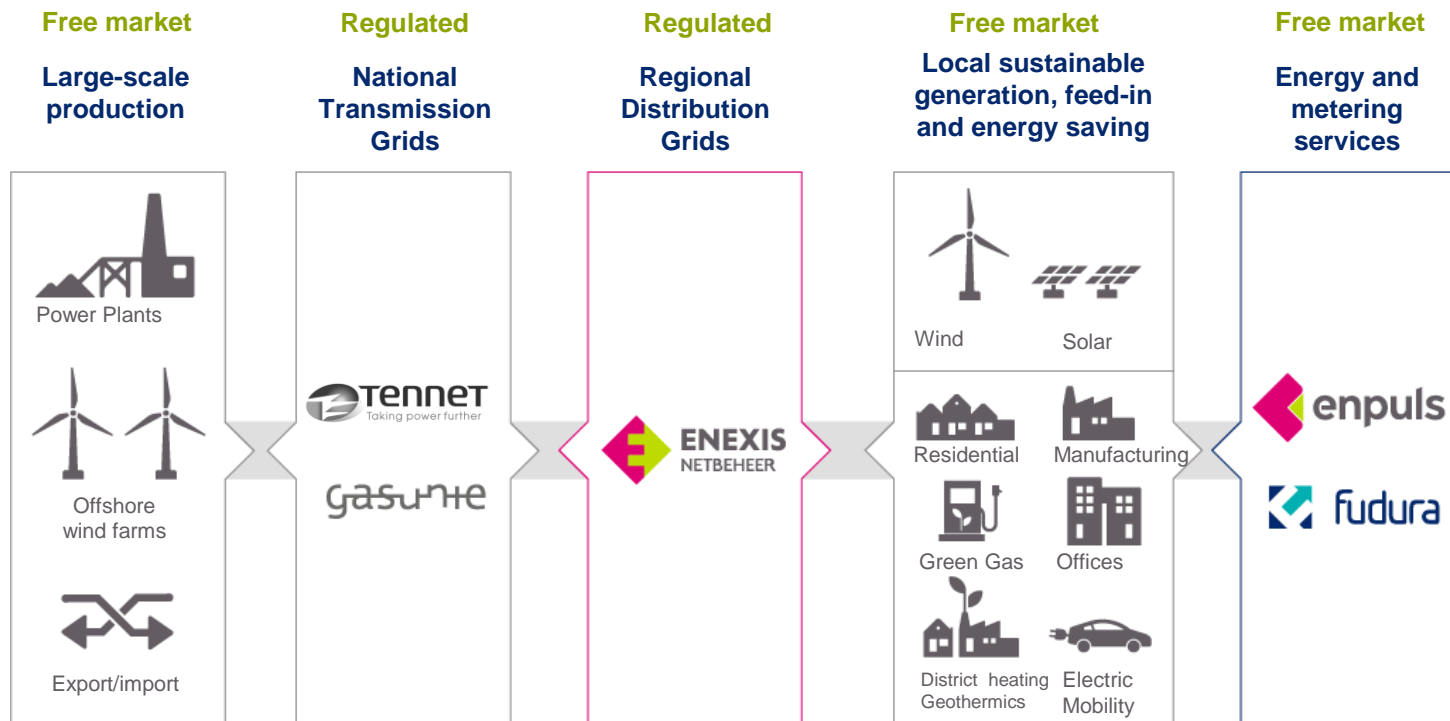 Free market
Large-scale
production
Power Plants
Offshore
wind farms
Export/import
Regulated
National
Transmission
Grids
TenneT
Taking power further
gasunie
Regulated
Regional
Distribution
Grids
ENEXIS
NETBEHEER
Free market
Local sustainable
generation, feed-in
and energy saving
Wind
Solar
Residential
Manufacturing
Green Gas
Offices
District heating
Geothermics
Electric
Mobility
Free market
Energy and
metering
services
enpuls
fudura